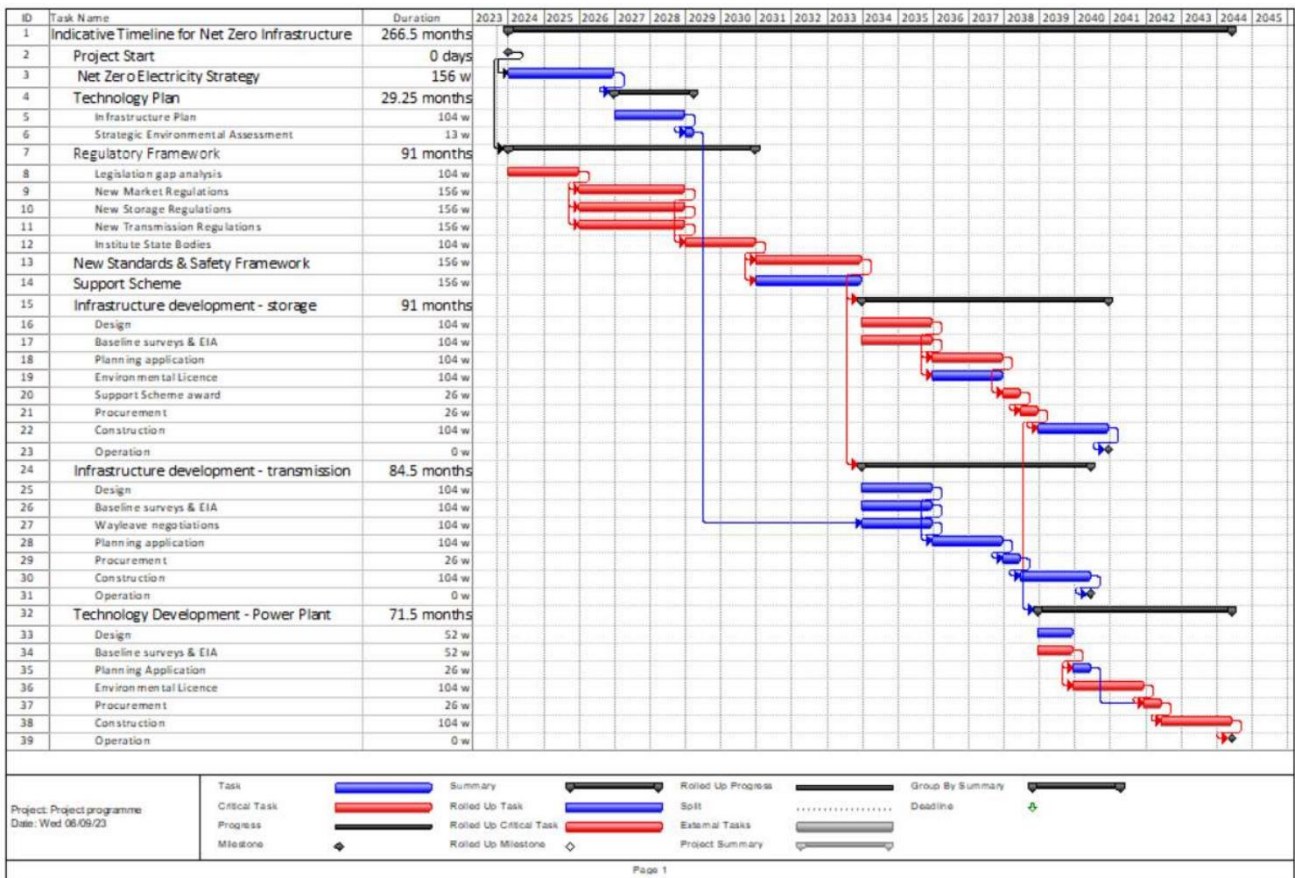 ID Task Name Duration 2023 2024 2025 2026 2027 2028 2029 2030 2031 2032 2033 2034 2035 2036 2037 2038 2039 2040 2041 2042 2043 2044 2045
1 Indicative Timeline for Net Zero Infrastructure 266.5 months
2 Project Start 0 days
3 Net Zero Electricity Strategy 156 w
4 Technology Plan 29.25 months
5 Infrastructure Plan 104 w
6 Strategic Environmental Assessment 13 w
7 Regulatory Framework 91 months
8 Legislation gap analysis 104 w
9 New Market Regulations 156 w
10 New Storage Regulations 156 w
11 New Transmission Regulations 156 w
12 Institute State Bodies 104 w
13 New Standards & Safety Framework 156 w
14 Support Scheme 156 w
15 Infrastructure development - storage 91 months
16 Design 104 w
17 Baseline surveys & EIA 104 w
18 Planning application 104 w
19 Environmental Licence 104 w
20 Support Scheme award 26 w
21 Procurement 26 w
22 Construction 104 w
23 Operation 0 w
24 Infrastructure development - transmission 84.5 months
25 Design 104 w
26 Baseline surveys & EIA 104 w
27 Wayleave negotiations 104 w
28 Planning application 104 w
29 Procurement 26 w
30 Construction 104 w
31 Operation 0 w
32 Technology Development - Power Plant 71.5 months
33 Design 52 w
34 Baseline surveys & EIA 52 w
35 Planning Application 26 w
36 Environmental Licence 104 w
37 Procurement 26 w
38 Construction 104 w
39 Operation 0 w
Project: Project programme
Date: Wed 06/09/23
Task Summary Rolled Up Progress Group By Summary
Critical Task Rolled Up Task Split Deadline
Progress Rolled Up Critical Task External Tasks
Milestone Rolled Up Milestone Project Summary
Page 1